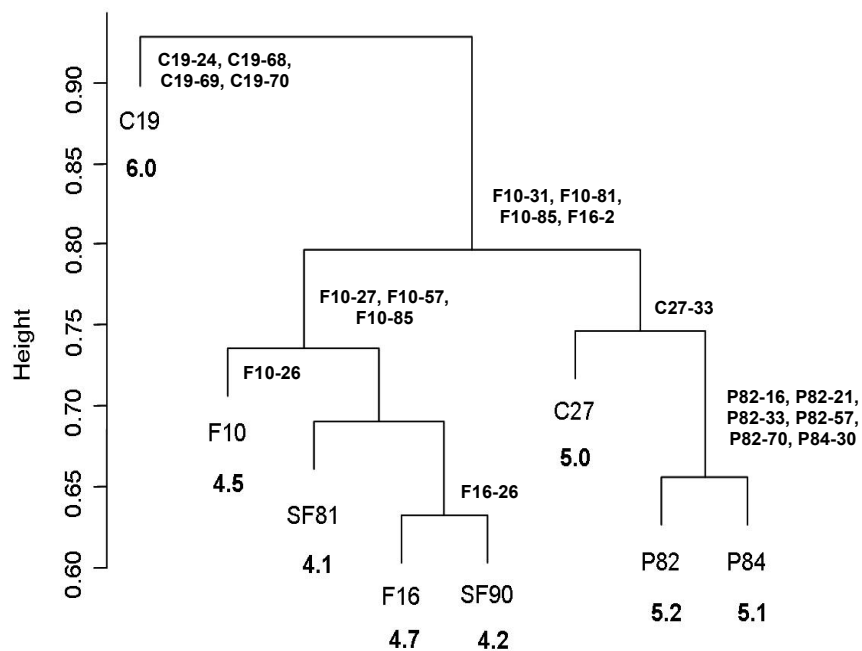 Height
0.90
0.85
0.80
0.75
0.70
0.65
0.60
C19-24, C19-68,
C19-69, C19-70
C19
6.0
F10-31, F10-81,
F10-85, F16-2
F10-27, F10-57,
F10-85
C27-33
F10-26
F10
4.5
C27
5.0
P82-16, P82-21,
P82-33, P82-57,
P82-70, P84-30
SF81
4.1
F16-26
F16
4.7
SF90
4.2
P82
5.2
P84
5.1